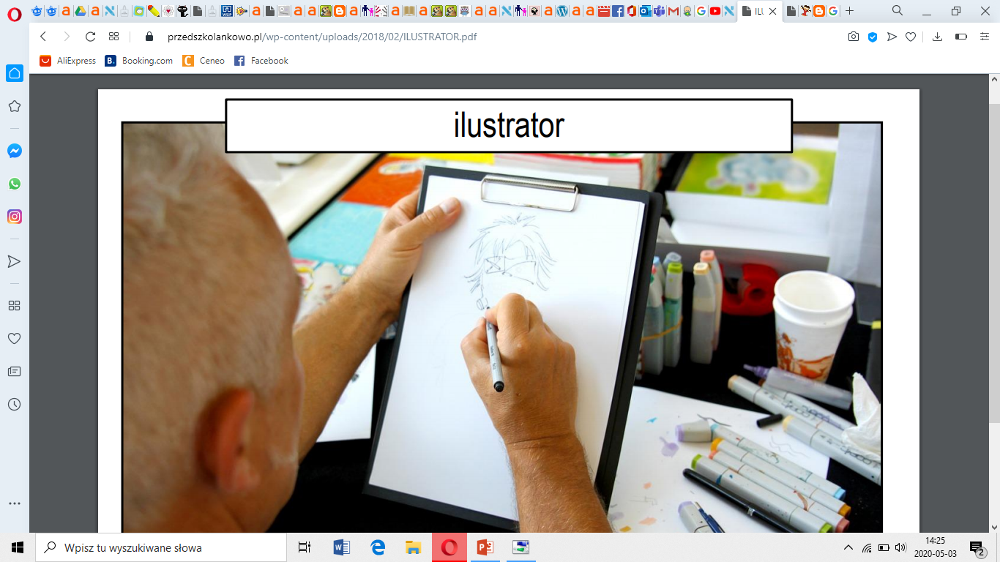 przedszkolankowo.pl/wp-content/uploads/2018/02/ILUSTRATOR.pdf
AliExpress
Booking.com
Ceneo
Facebook
ilustrator
Wpisz tu wyszukiwane słowa
14:25
2020-05-03
2